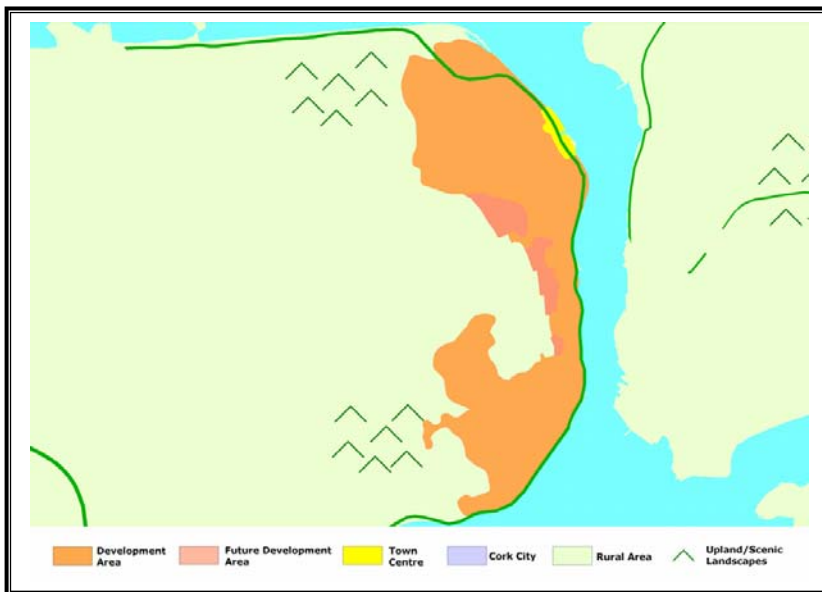 Development Area
Future Development Area
Town Centre
Cork City
Rural Area
Upland/Scenic Landscapes